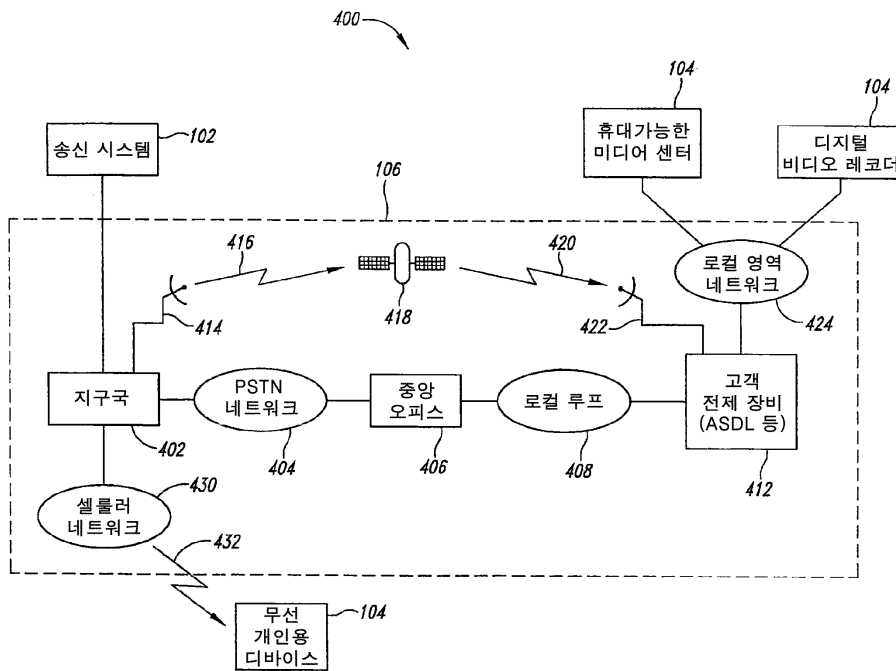 400
104
104
102
송신 시스템
휴대가능한
미디어 센터
디지털
비디오 레코더
106
416
420
로컬 영역
네트워크
418
414
422
424
지구국
PSTN
네트워크
중앙
오피스
로컬 루프
고객
전제 장비
(ASDL 등)
402
404
406
408
412
430
셀룰러
네트워크
432
104
무선
개인용
디바이스